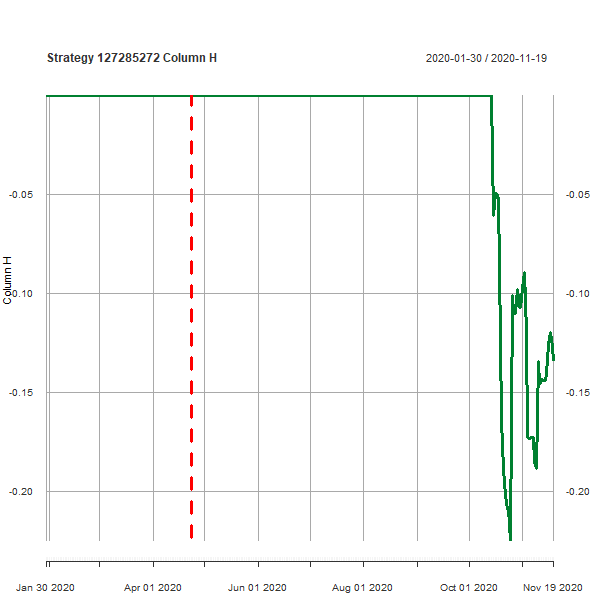 Strategy 127285272 Column H
2020-01-30 / 2020-11-19
Column H
-0.05
-0.05
-0.10
-0.10
-0.15
-0.15
-0.20
-0.20
Jan 30 2020
Apr 01 2020
Jun 01 2020
Aug 01 2020
Oct 01 2020
Nov 19 2020